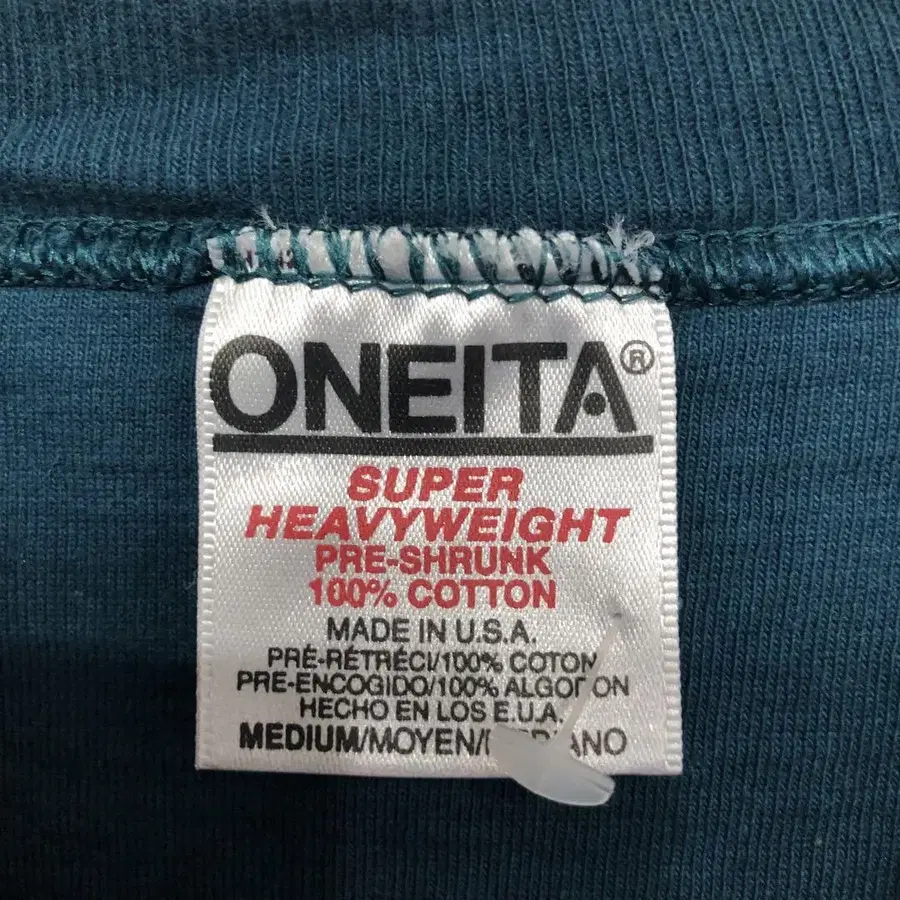 ONEITA®
SUPER
HEAVYWEIGHT
PRE-SHRUNK
100% COTTON
MADE IN U.S.A.
PRÉ-RÉTRÉCI/100% COTON
PRE-ENCOGIDO/100% ALGODON
HECHO EN LOS E.U.A.
MEDIUM/MOYEN/